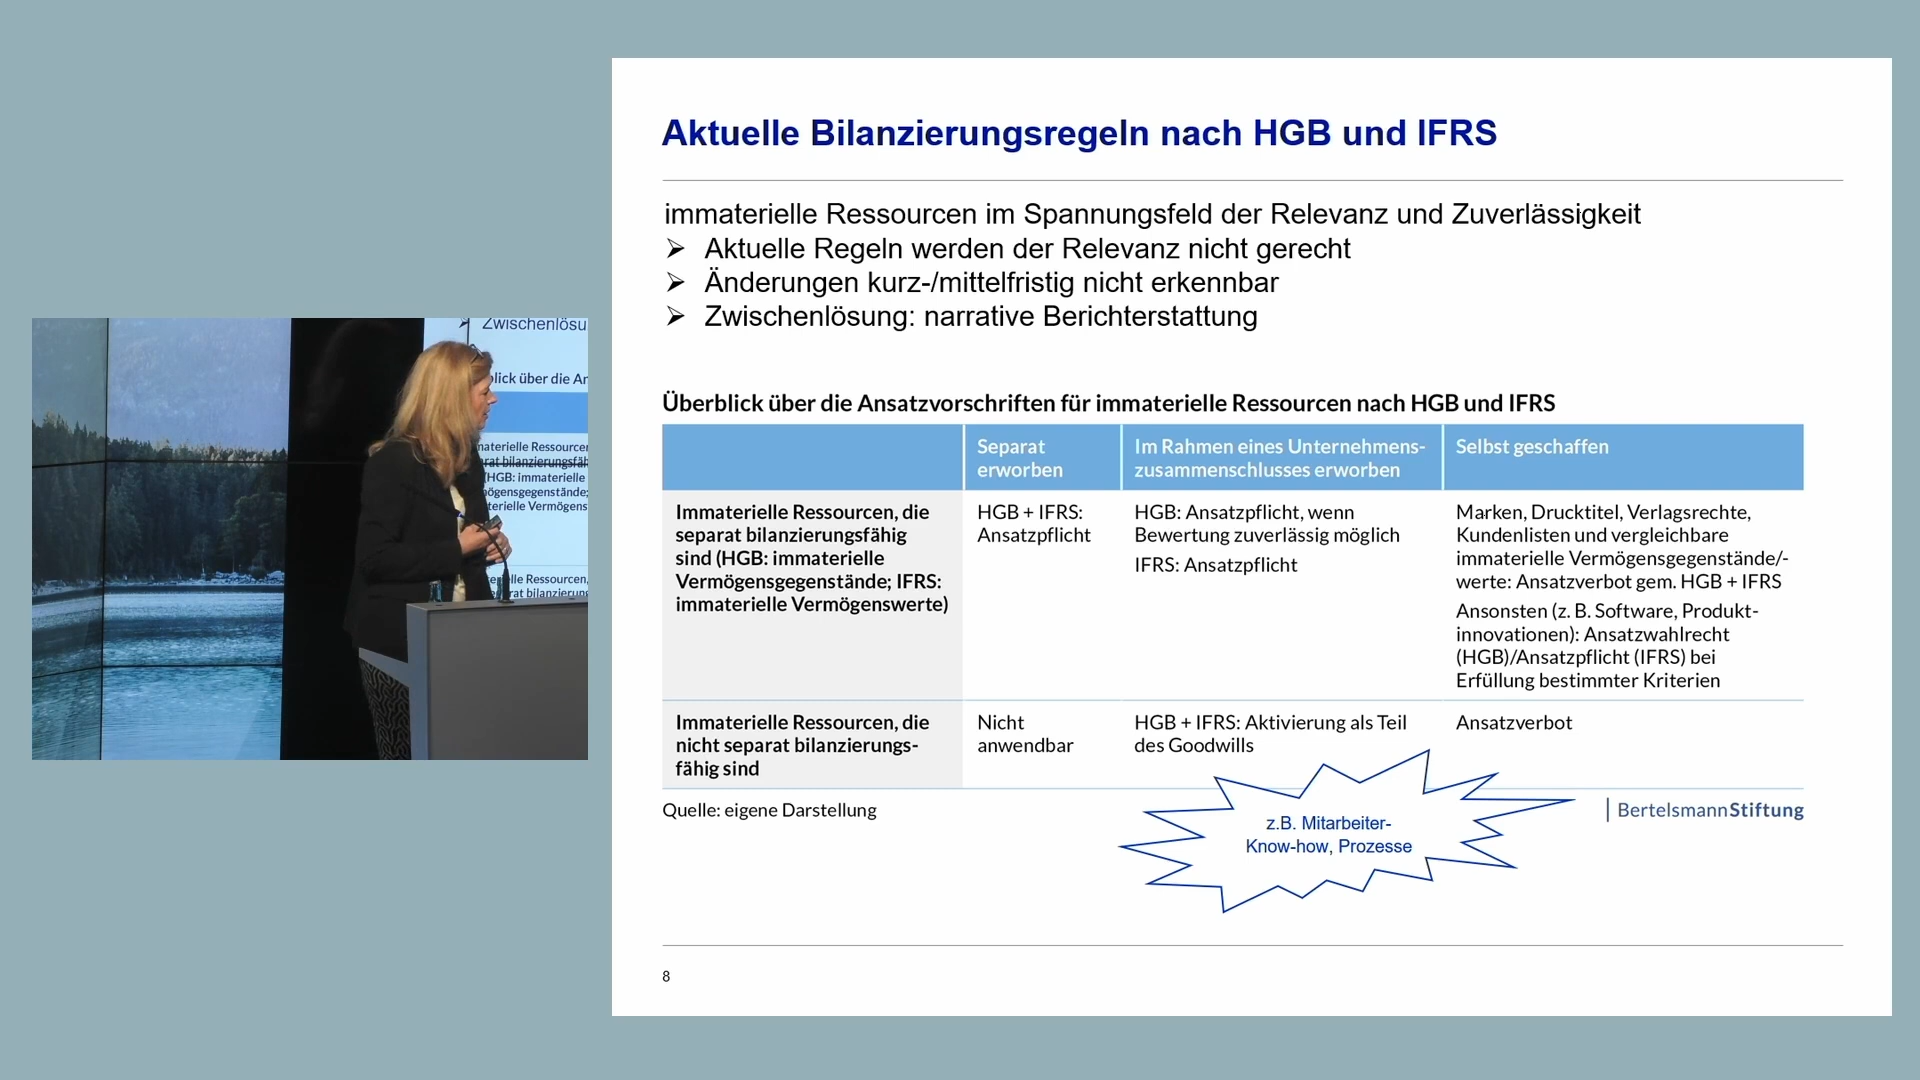 Aktuelle Bilanzierungsregeln nach HGB und IFRS
immaterielle Ressourcen im Spannungsfeld der Relevanz und Zuverlässigkeit
➢ Aktuelle Regeln werden der Relevanz nicht gerecht
➢ Änderungen kurz-/mittelfristig nicht erkennbar
➢ Zwischenlösung: narrative Berichterstattung
Überblick über die Ansatzvorschriften für immaterielle Ressourcen nach HGB und IFRS
Separat
erworben
Im Rahmen eines Unternehmens-
zusammenschlusses erworben
Selbst geschaffen
Immaterielle Ressourcen, die
separat bilanzierungsfähig
sind (HGB: immaterielle
Vermögensgegenstände; IFRS:
immaterielle Vermögenswerte)
HGB + IFRS:
Ansatzpflicht
HGB: Ansatzpflicht, wenn
Bewertung zuverlässig möglich
IFRS: Ansatzpflicht
Marken, Drucktitel, Verlagsrechte,
Kundenlisten und vergleichbare
immaterielle Vermögensgegenstände/-
werte: Ansatzverbot gem. HGB + IFRS
Ansonsten (z. B. Software, Produkt-
innovationen): Ansatzwahlrecht
(HGB)/Ansatzpflicht (IFRS) bei
Erfüllung bestimmter Kriterien
Immaterielle Ressourcen, die
nicht separat bilanzierungs-
fähig sind
Nicht
anwendbar
HGB + IFRS: Aktivierung als Teil
des Goodwills
Ansatzverbot
Quelle: eigene Darstellung
z.B. Mitarbeiter-
Know-how, Prozesse
BertelsmannStiftung
8